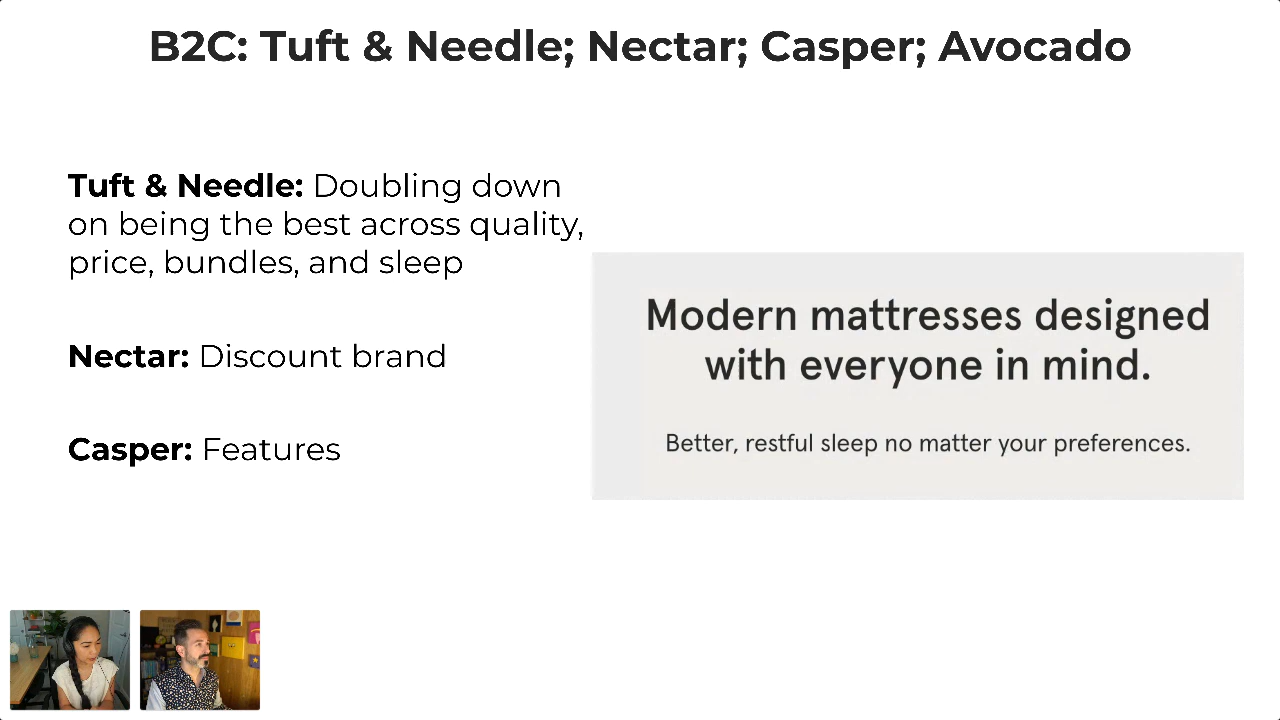 B2C: Tuft & Needle; Nectar; Casper; Avocado
Tuft & Needle: Doubling down
on being the best across quality,
price, bundles, and sleep
Nectar: Discount brand
Casper: Features
Modern mattresses designed
with everyone in mind.
Better, restful sleep no matter your preferences.